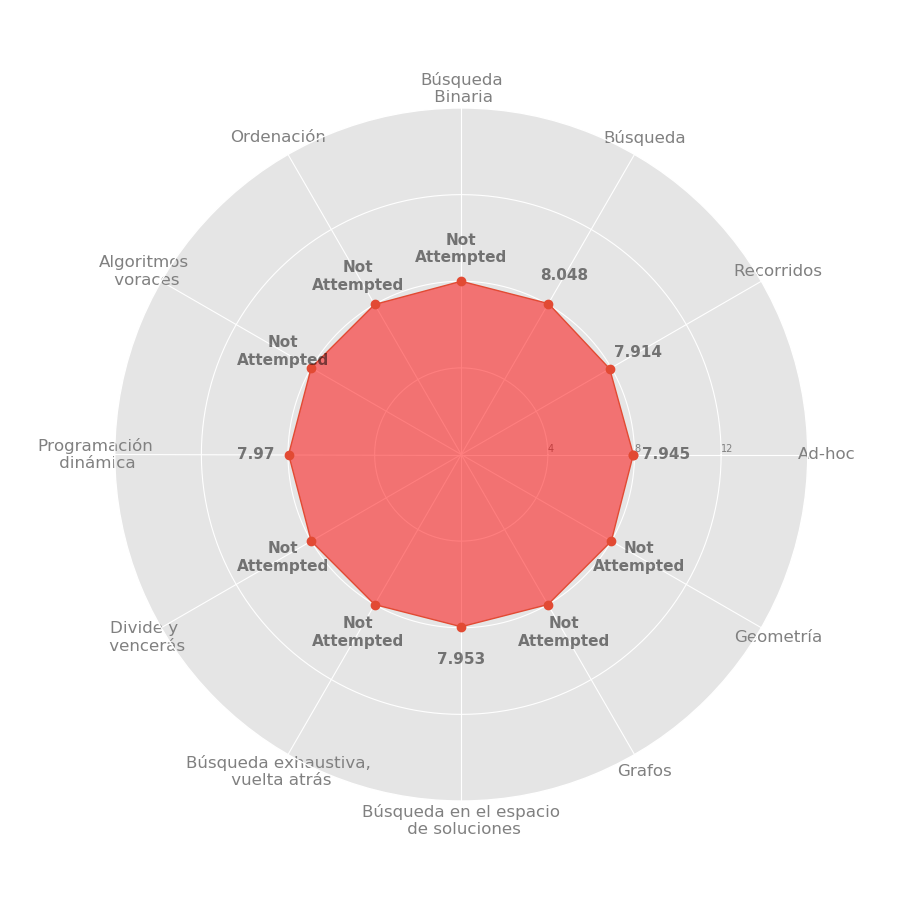 Búsqueda
Binaria
Ordenación
Búsqueda
Not
Attempted
Algoritmos
voraces
Not
Attempted
8.048
Recorridos
Not
Attempted
7.914
Programación
dinámica
7.97
4
8
12
7.945
Ad-hoc
Not
Attempted
Not
Attempted
Divide y
vencerás
Not
Attempted
Not
Attempted
Geometría
7.953
Búsqueda exhaustiva,
vuelta atrás
Grafos
Búsqueda en el espacio
de soluciones